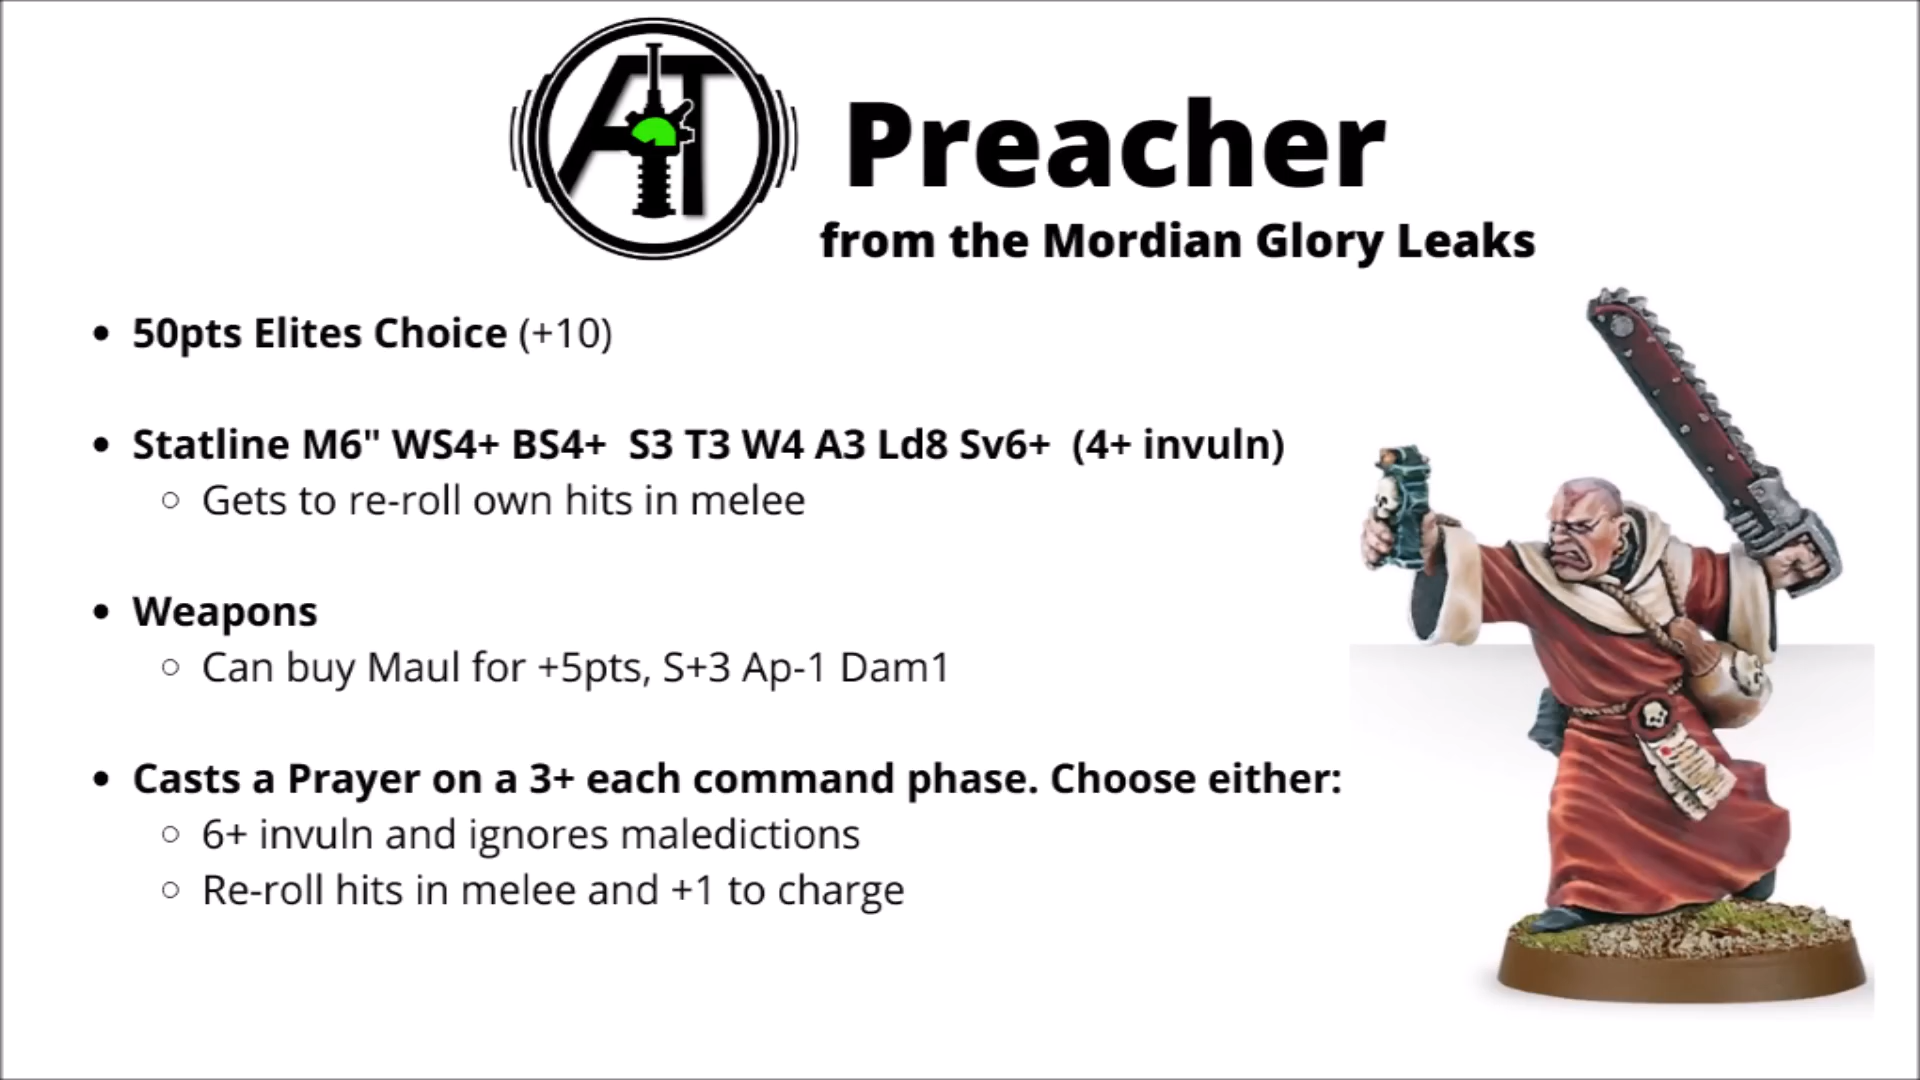 AT
Preacher
from the Mordian Glory Leaks
• 50pts Elites Choice (+10)
• Statline M6" WS4+ BS4+ S3 T3 W4 A3 Ld8 Sv6+ (4+ invuln)
○ Gets to re-roll own hits in melee
• Weapons
○ Can buy Maul for +5pts, S+3 Ap-1 Dam1
• Casts a Prayer on a 3+ each command phase. Choose either:
○ 6+ invuln and ignores maledictions
○ Re-roll hits in melee and +1 to charge